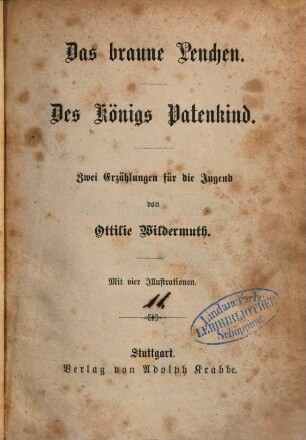 Das braune Lenchen.
Des Königs Patenkind.
Zwei Erzählungen für die Jugend
von
Ottilie Wildermuth.
Mit vier Illustrationen.
LEIHBIBLIOTHEK
Stuttgart.
Verlag von Adolph Krabbe.